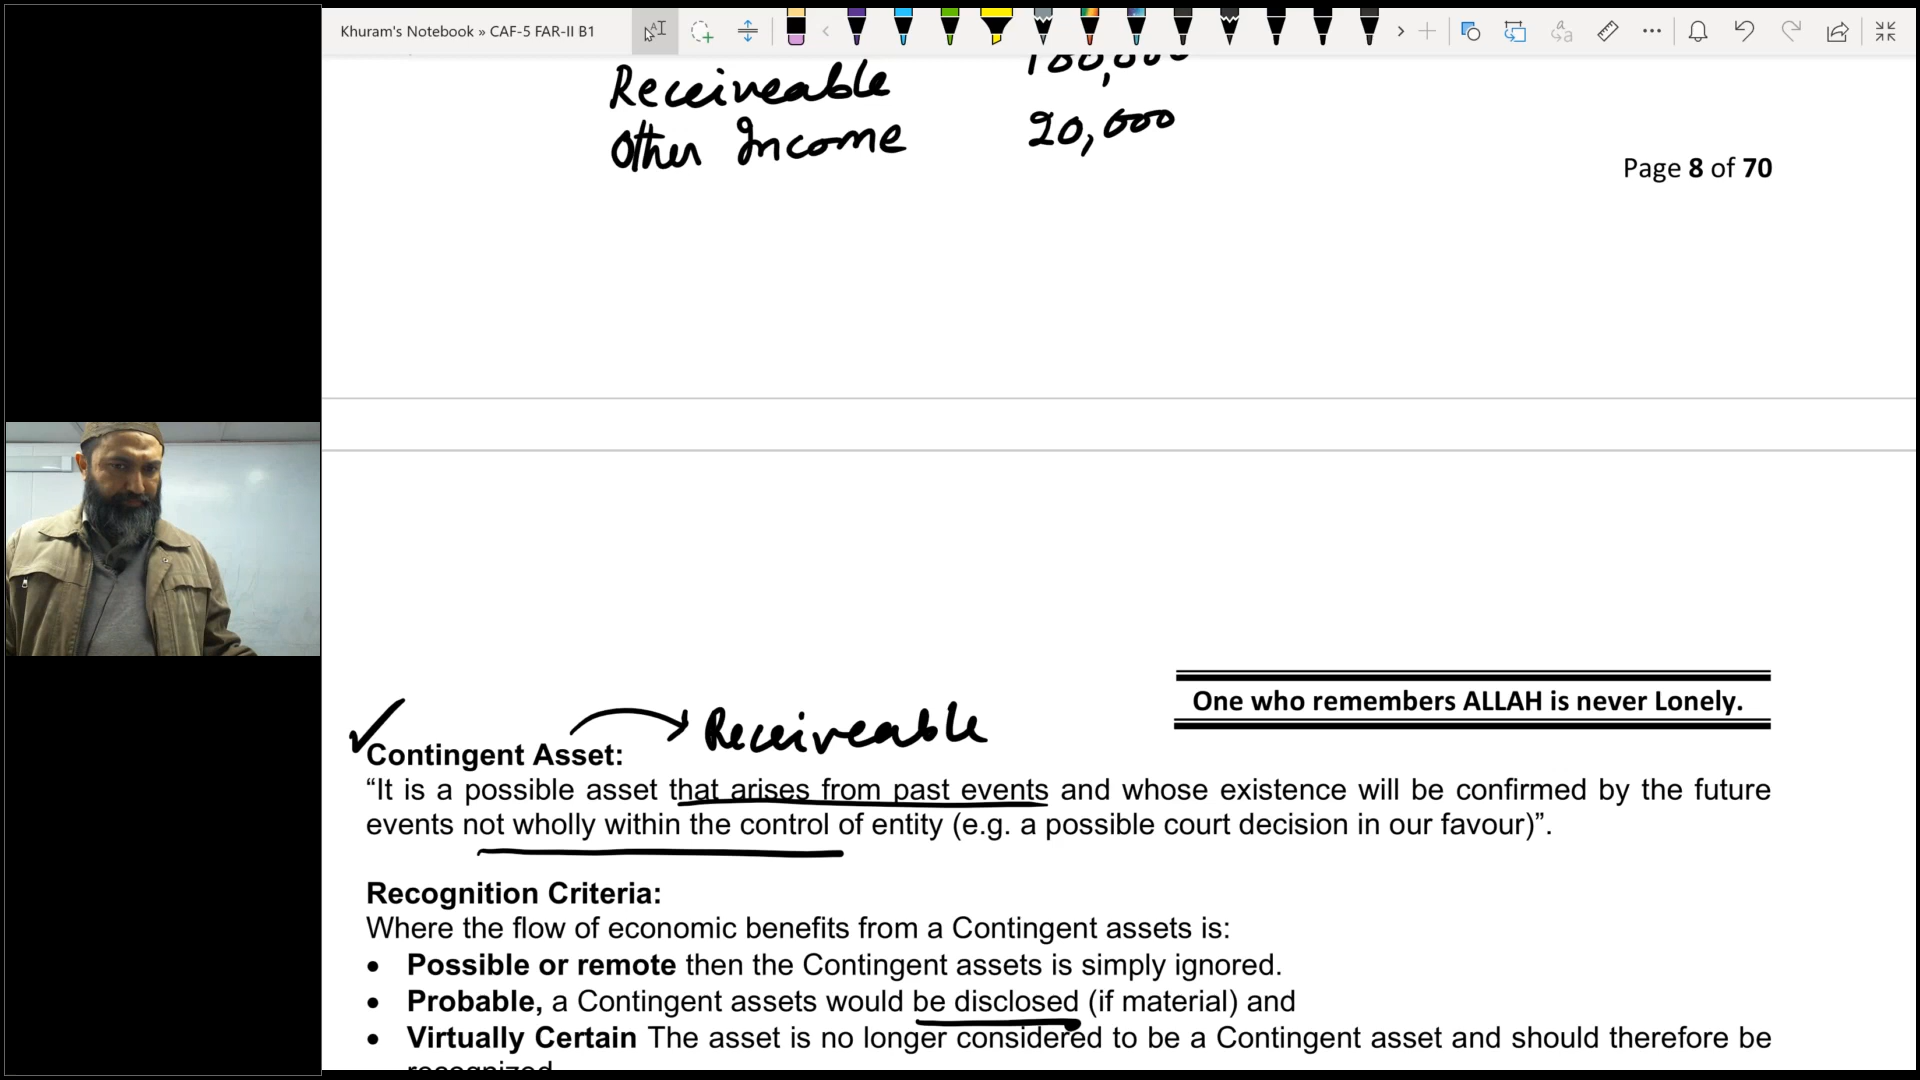 Khuram's Notebook » CAF-5 FAR-II B1
Receiveable 180,000
Other Income 20,000
Page 8 of 70
One who remembers ALLAH is never Lonely.
Receiveable
Contingent Asset:
“It is a possible asset that arises from past events and whose existence will be confirmed by the future
events not wholly within the control of entity (e.g. a possible court decision in our favour)”.
Recognition Criteria:
Where the flow of economic benefits from a Contingent assets is:
• Possible or remote then the Contingent assets is simply ignored.
• Probable, a Contingent assets would be disclosed (if material) and
• Virtually Certain The asset is no longer considered to be a Contingent asset and should therefore be
recognized